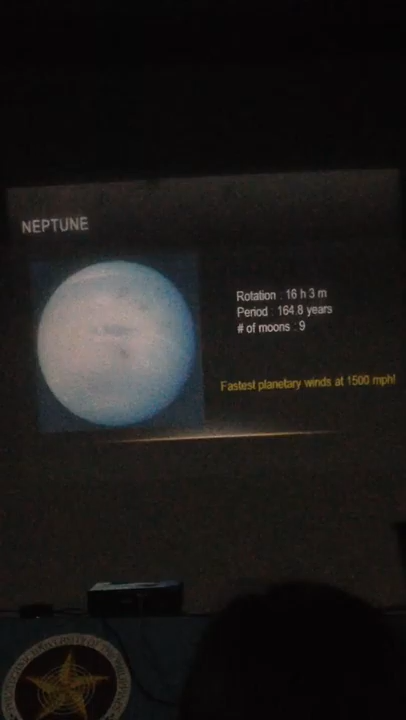 NEPTUNE
Rotation : 16 h 3 m
Period : 164.8 years
# of moons : 9
Fastest planetary winds at 1500 mph!